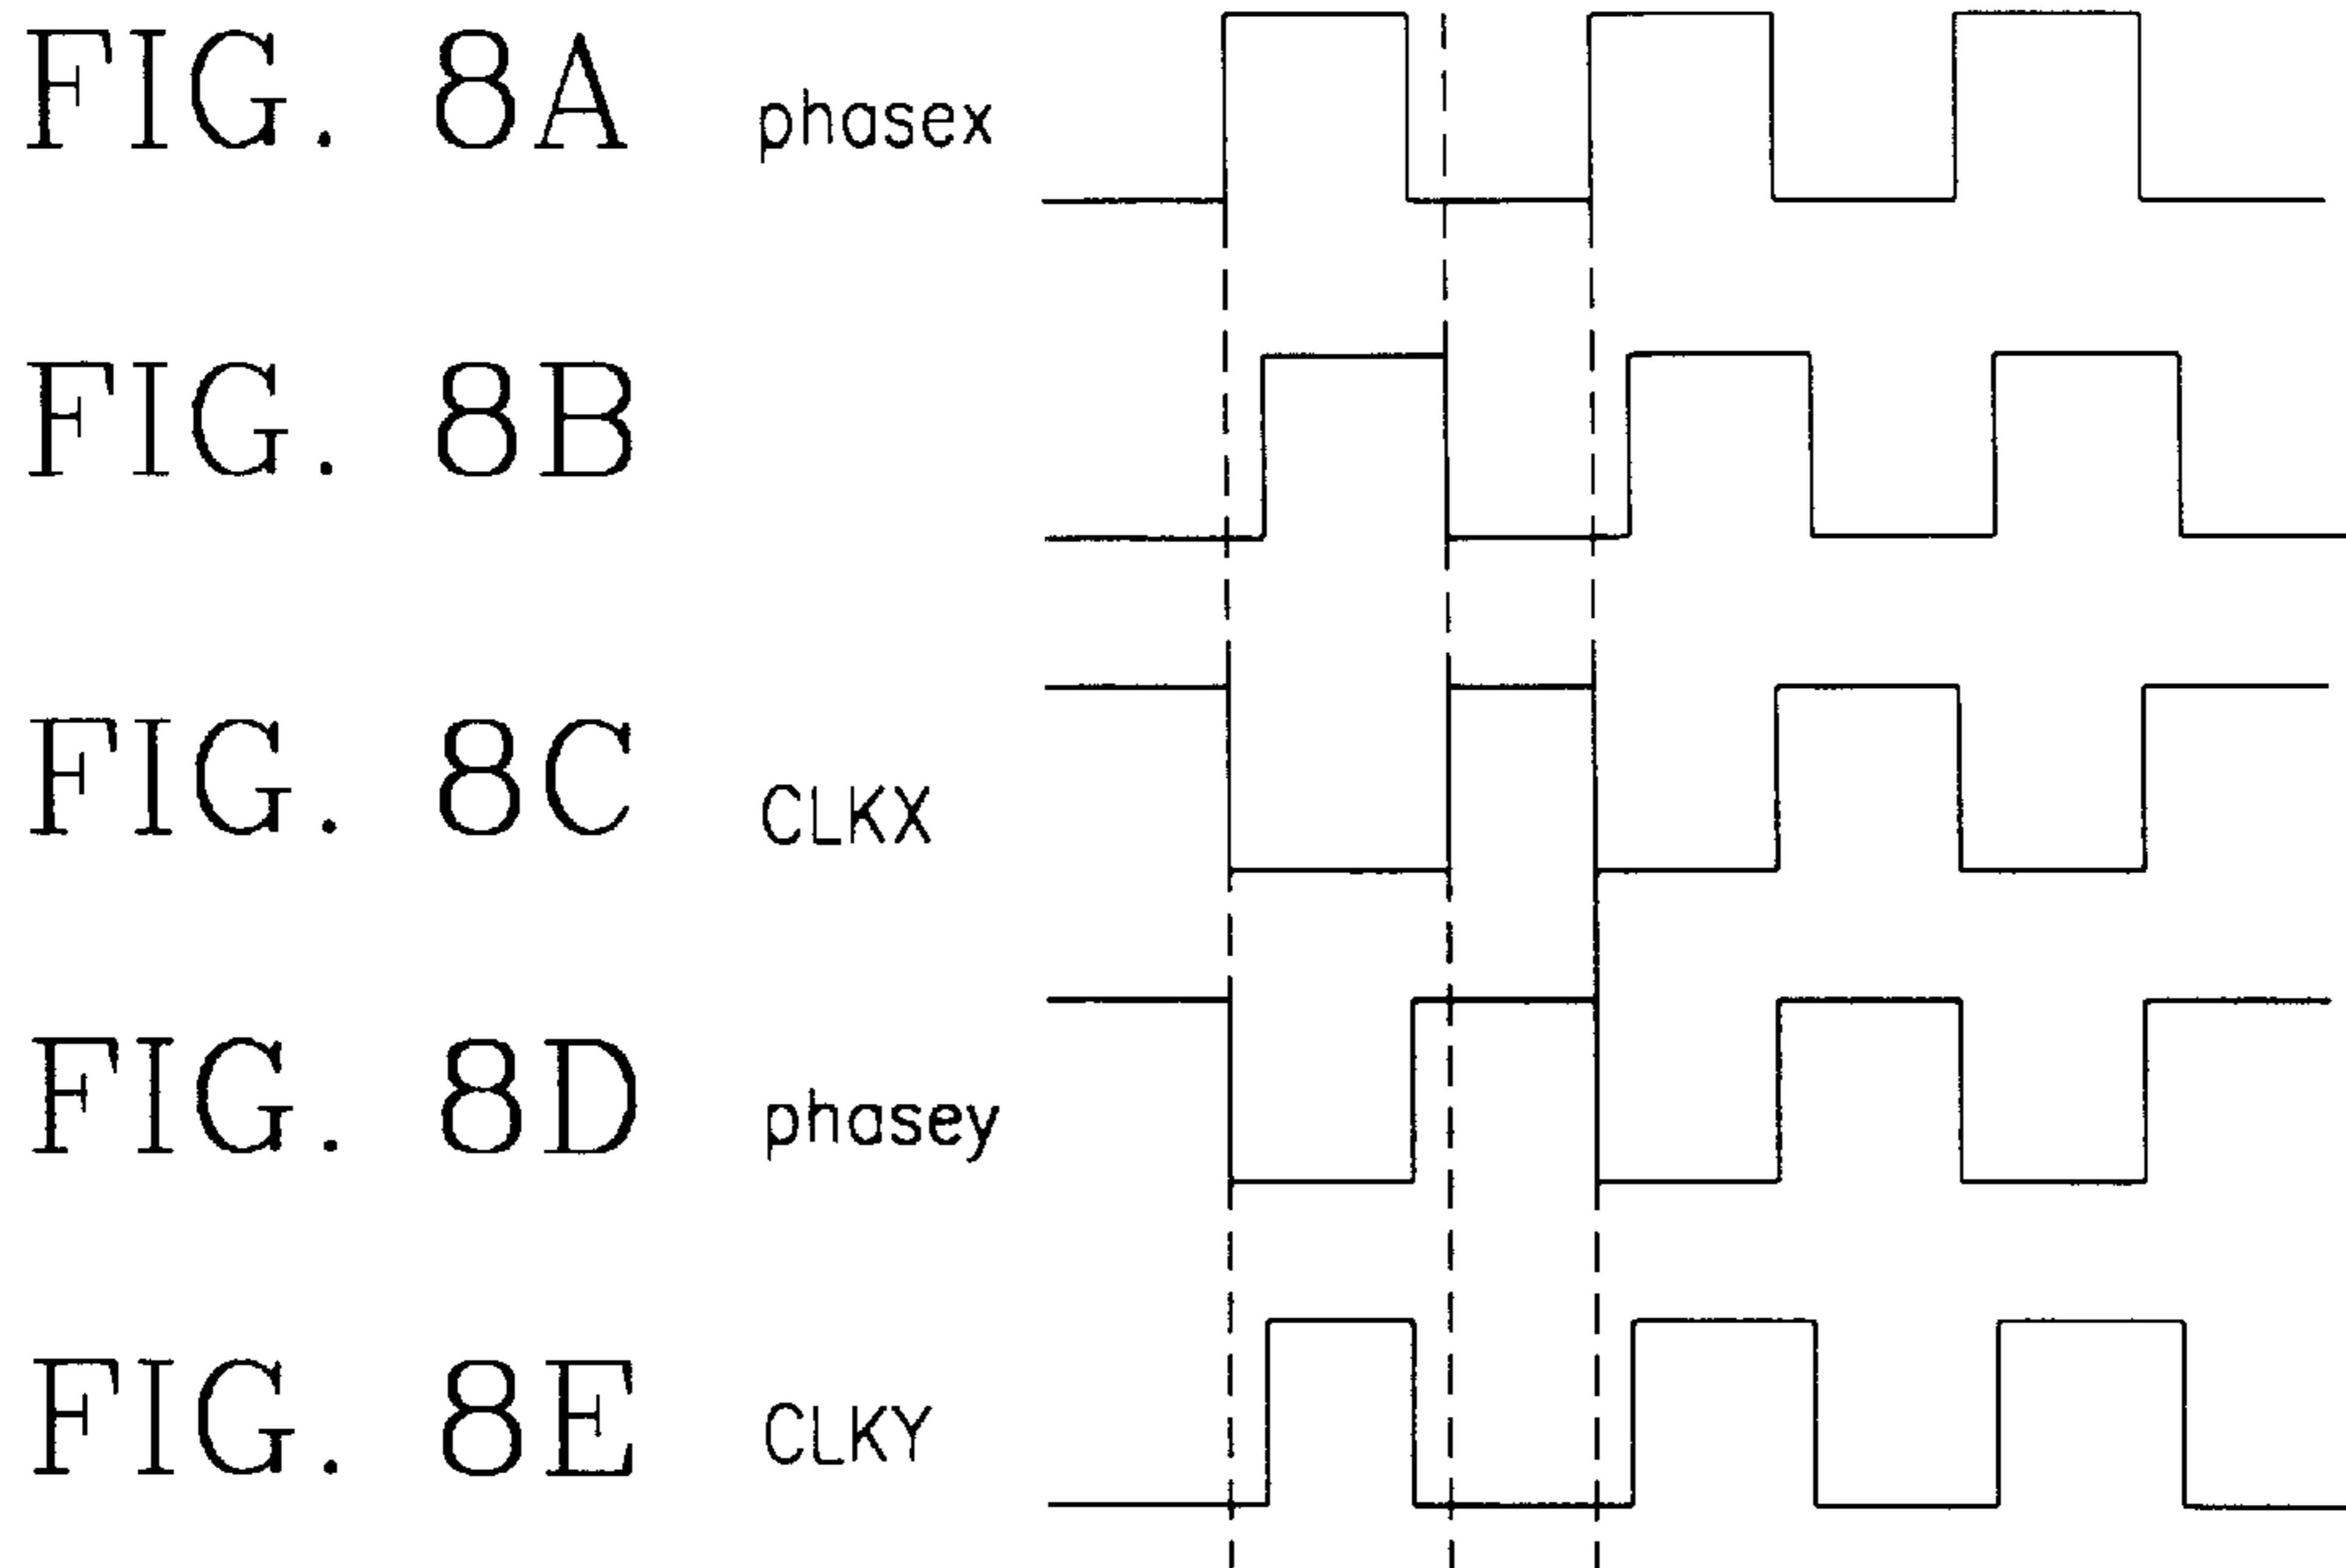 FIG. 8A phasex
FIG. 8B
FIG. 8C CLKX
FIG. 8D phasey
FIG. 8E CLKY